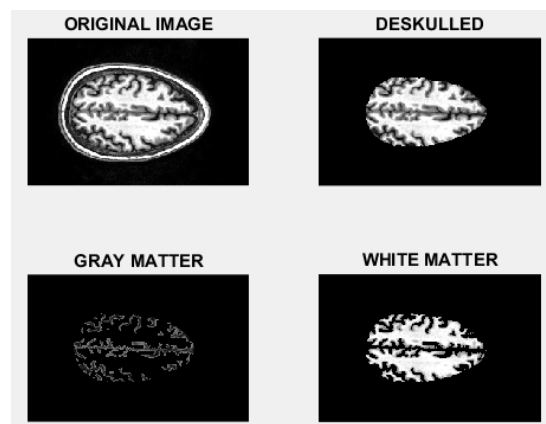 ORIGINAL IMAGE
DESKULLED
GRAY MATTER
WHITE MATTER